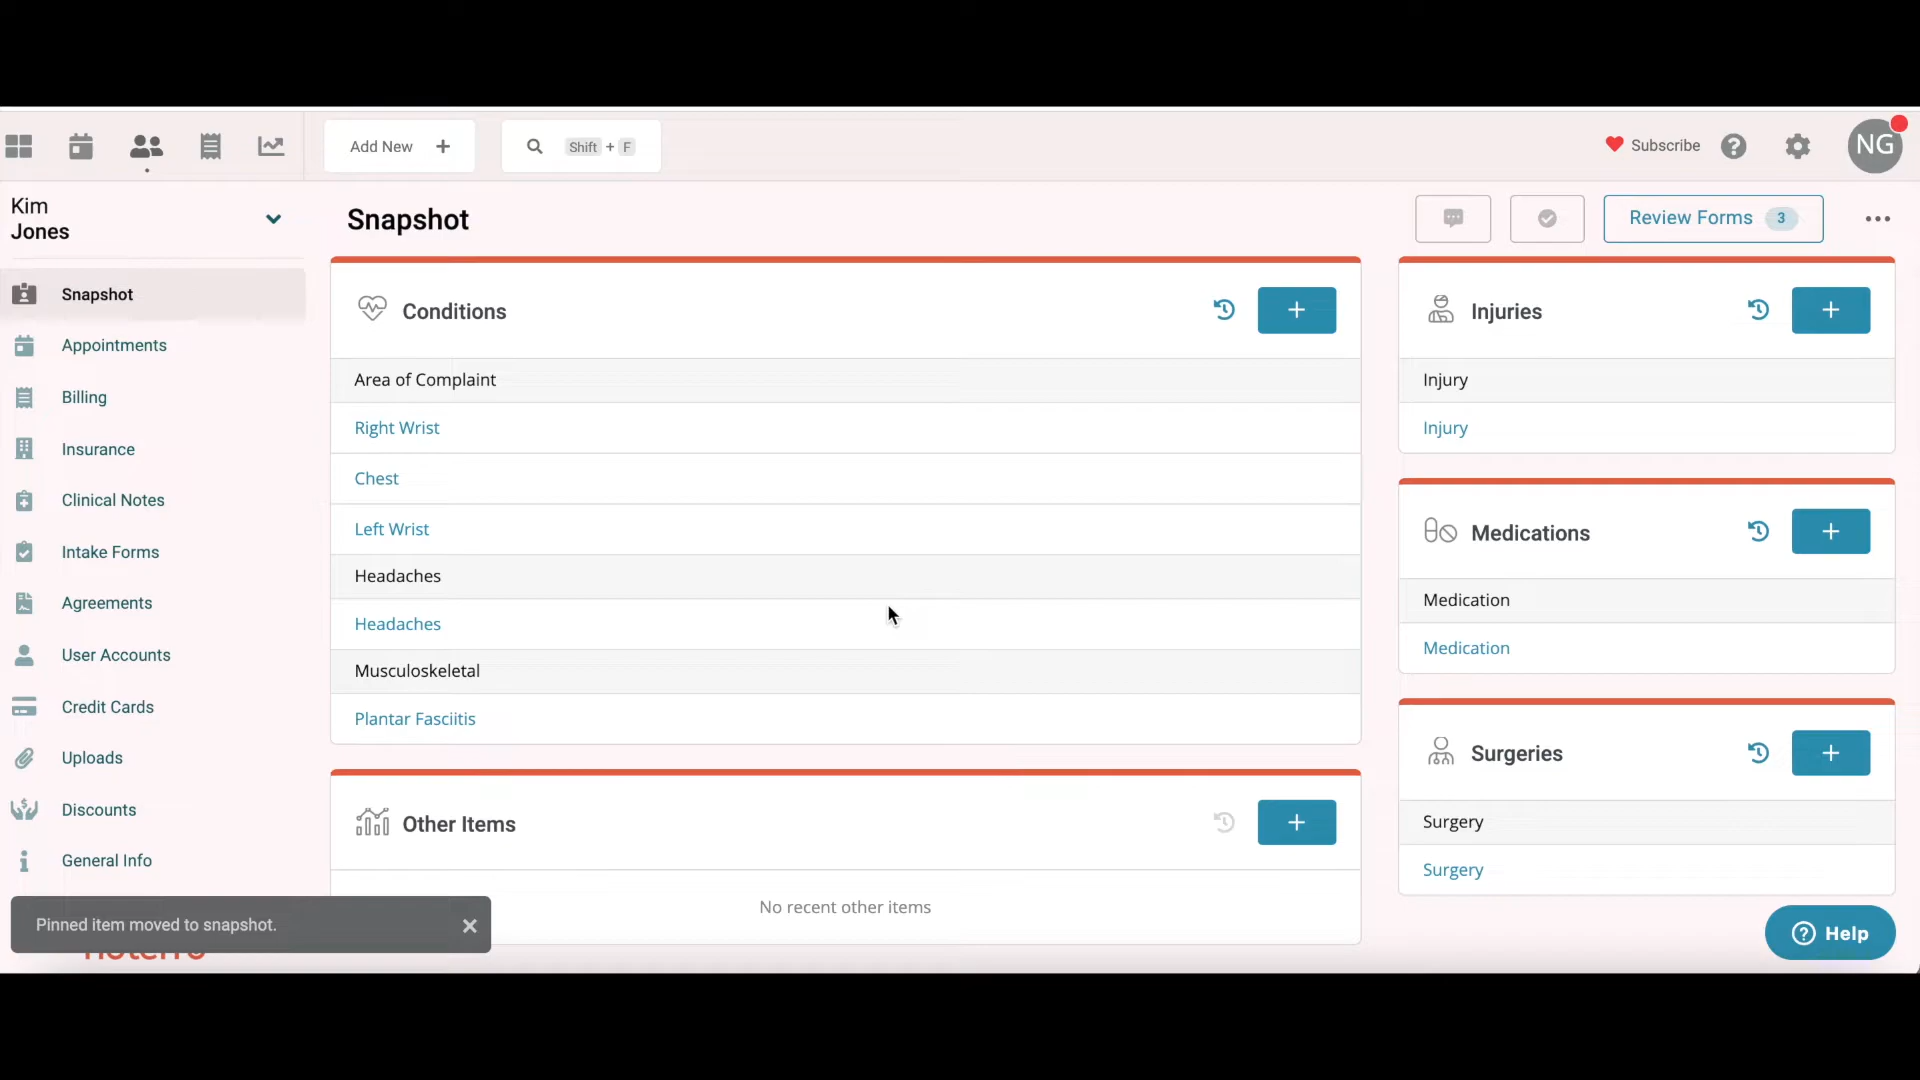 Add New +
Shift + F
Subscribe
NG
Kim
Jones
Snapshot
Review Forms 3
Snapshot
Appointments
Billing
Insurance
Clinical Notes
Intake Forms
Agreements
User Accounts
Credit Cards
Uploads
Discounts
General Info
Pinned item moved to snapshot.
Conditions
Area of Complaint
Right Wrist
Chest
Left Wrist
Headaches
Headaches
Musculoskeletal
Plantar Fasciitis
Other Items
No recent other items
Injuries
Injury
Injury
Medications
Medication
Medication
Surgeries
Surgery
Surgery
Help